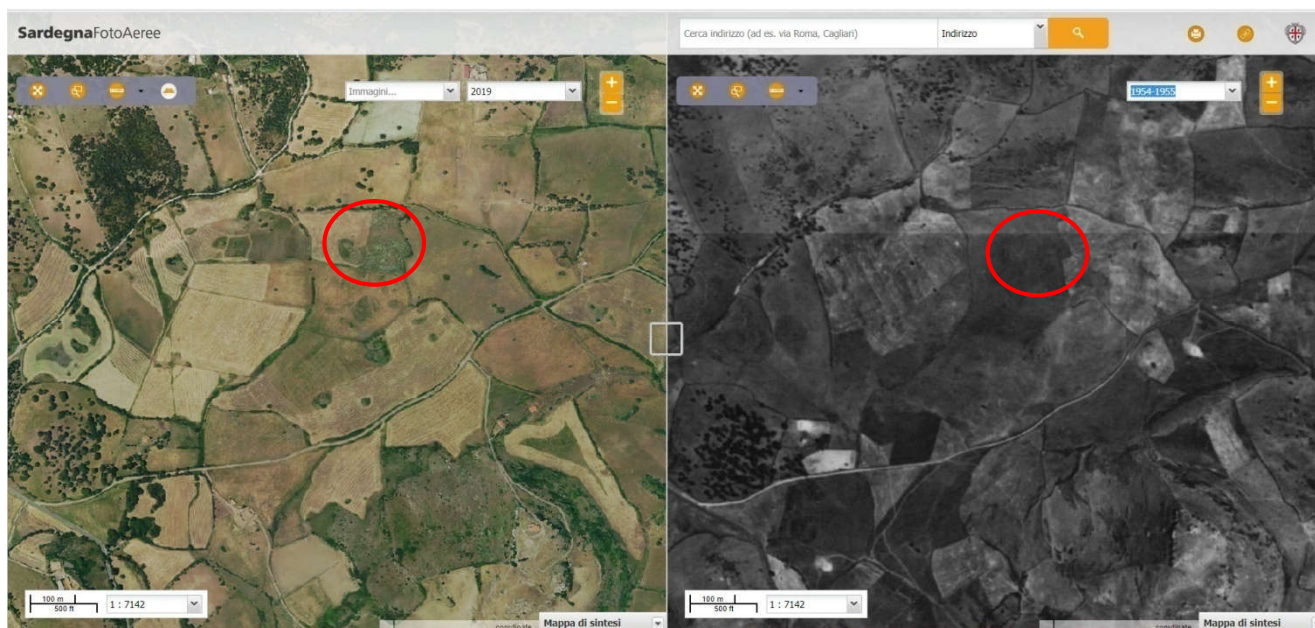 SardegnaFotoAeree
Cerca indirizzo (ad es. via Roma, Cagliari)
Indirizzo
Immagini...
2019
1954-1955
100 m
500 ft
1 : 7142
Mappa di sintesi
100 m
500 ft
1 : 7142
Mappa di sintesi